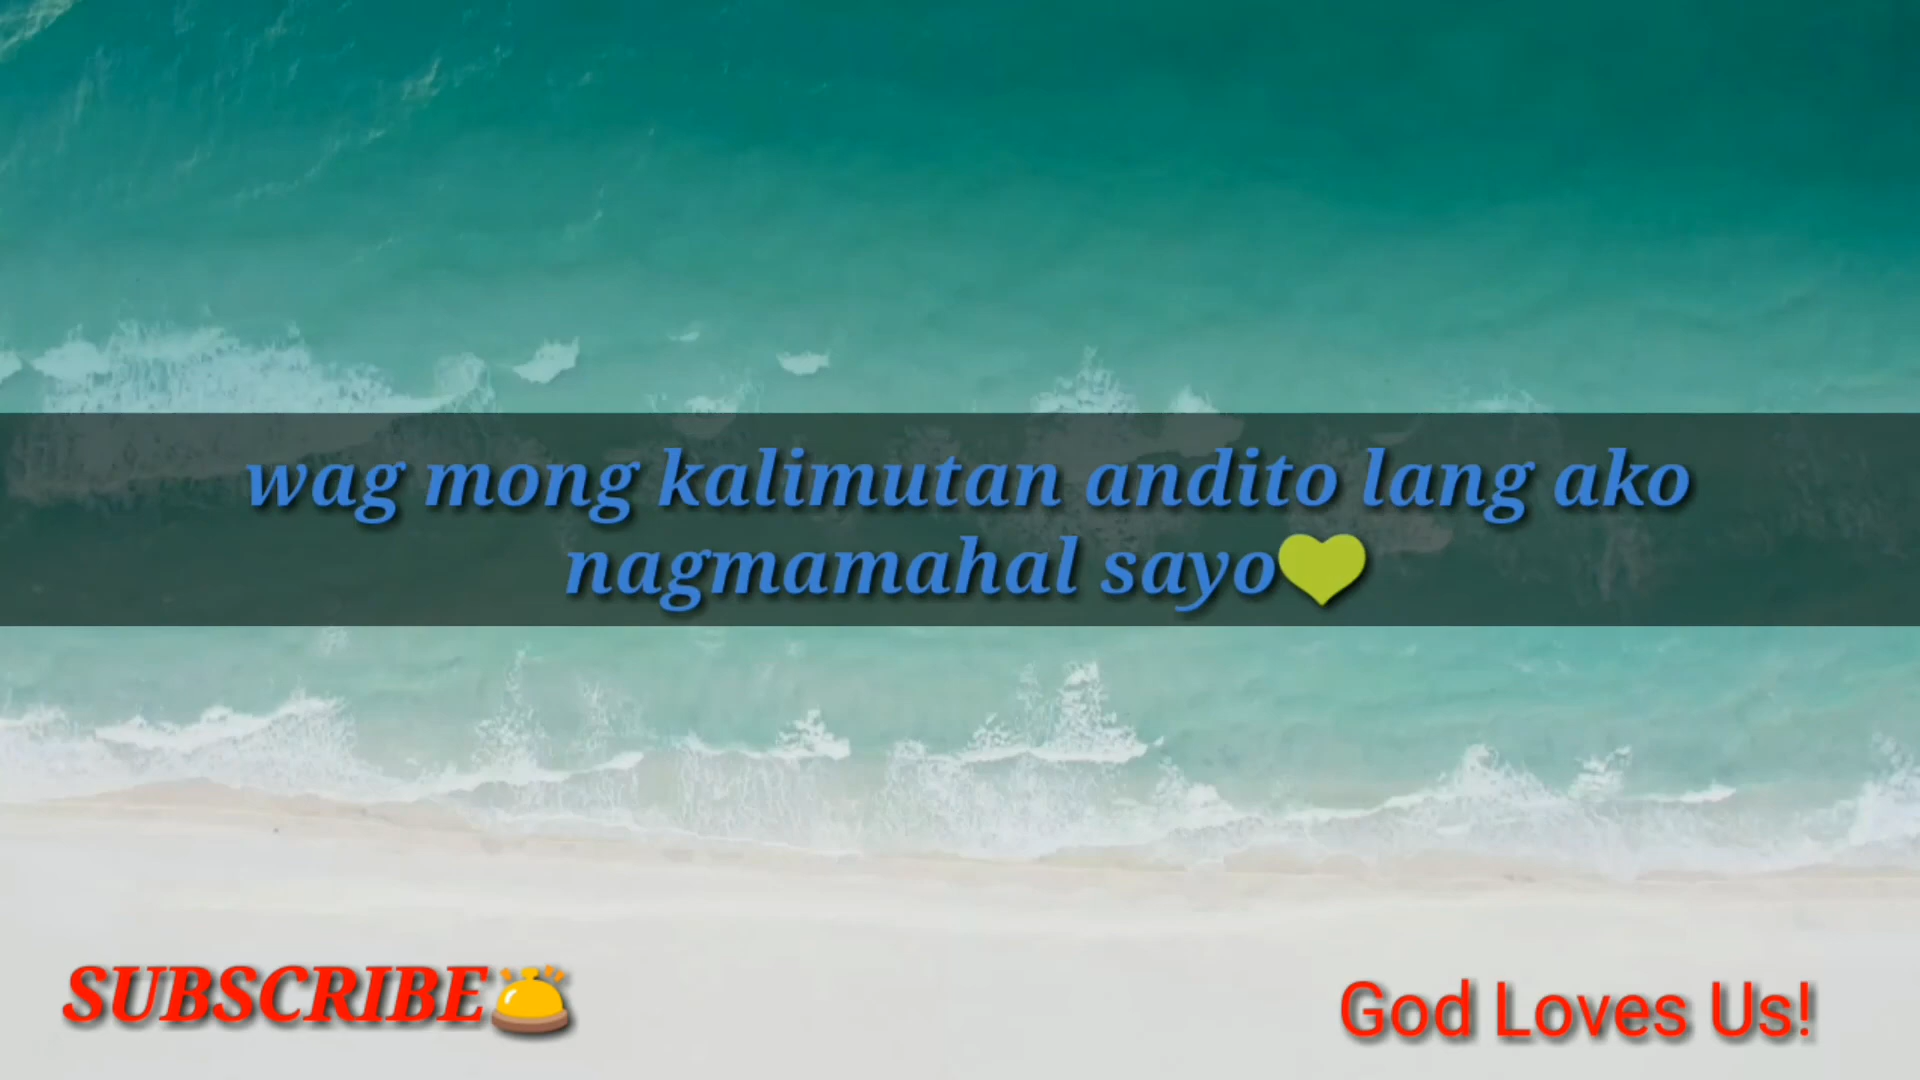 wag mong kalimutan andito lang ako
nagmamahal sayo💚
SUBSCRIBE🛎
God Loves Us!